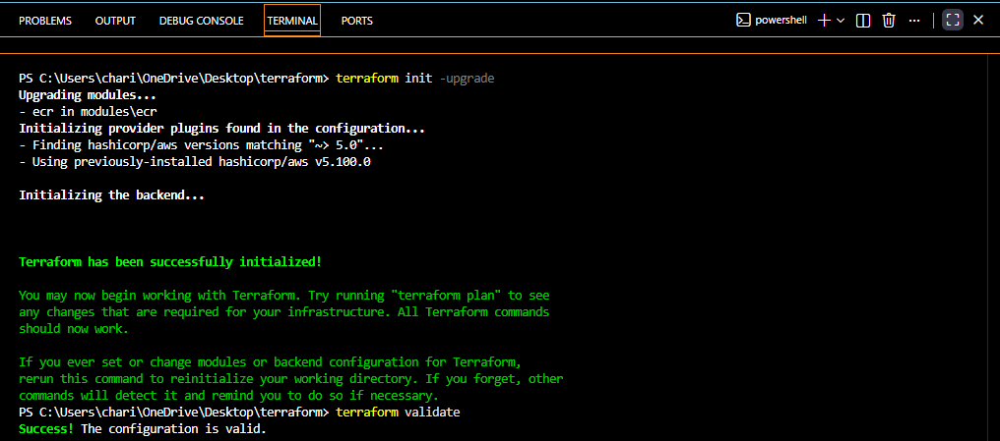 PROBLEMS OUTPUT DEBUG CONSOLE TERMINAL PORTS powershell
PS C:\Users\chari\OneDrive\Desktop\terraform> terraform init -upgrade
Upgrading modules...
- ecr in modules\ecr
Initializing provider plugins found in the configuration...
- Finding hashicorp/aws versions matching "~> 5.0"...
- Using previously-installed hashicorp/aws v5.100.0
Initializing the backend...
Terraform has been successfully initialized!
You may now begin working with Terraform. Try running "terraform plan" to see
any changes that are required for your infrastructure. All Terraform commands
should now work.
If you ever set or change modules or backend configuration for Terraform,
rerun this command to reinitialize your working directory. If you forget, other
commands will detect it and remind you to do so if necessary.
PS C:\Users\chari\OneDrive\Desktop\terraform> terraform validate
Success! The configuration is valid.